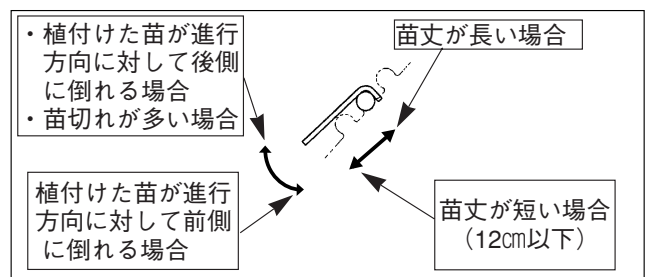 ・植付けた苗が進行
方向に対して後側
に倒れる場合
・苗切れが多い場合
苗丈が長い場合
植付けた苗が進行
方向に対して前側
に倒れる場合
苗丈が短い場合
（12㎝以下）